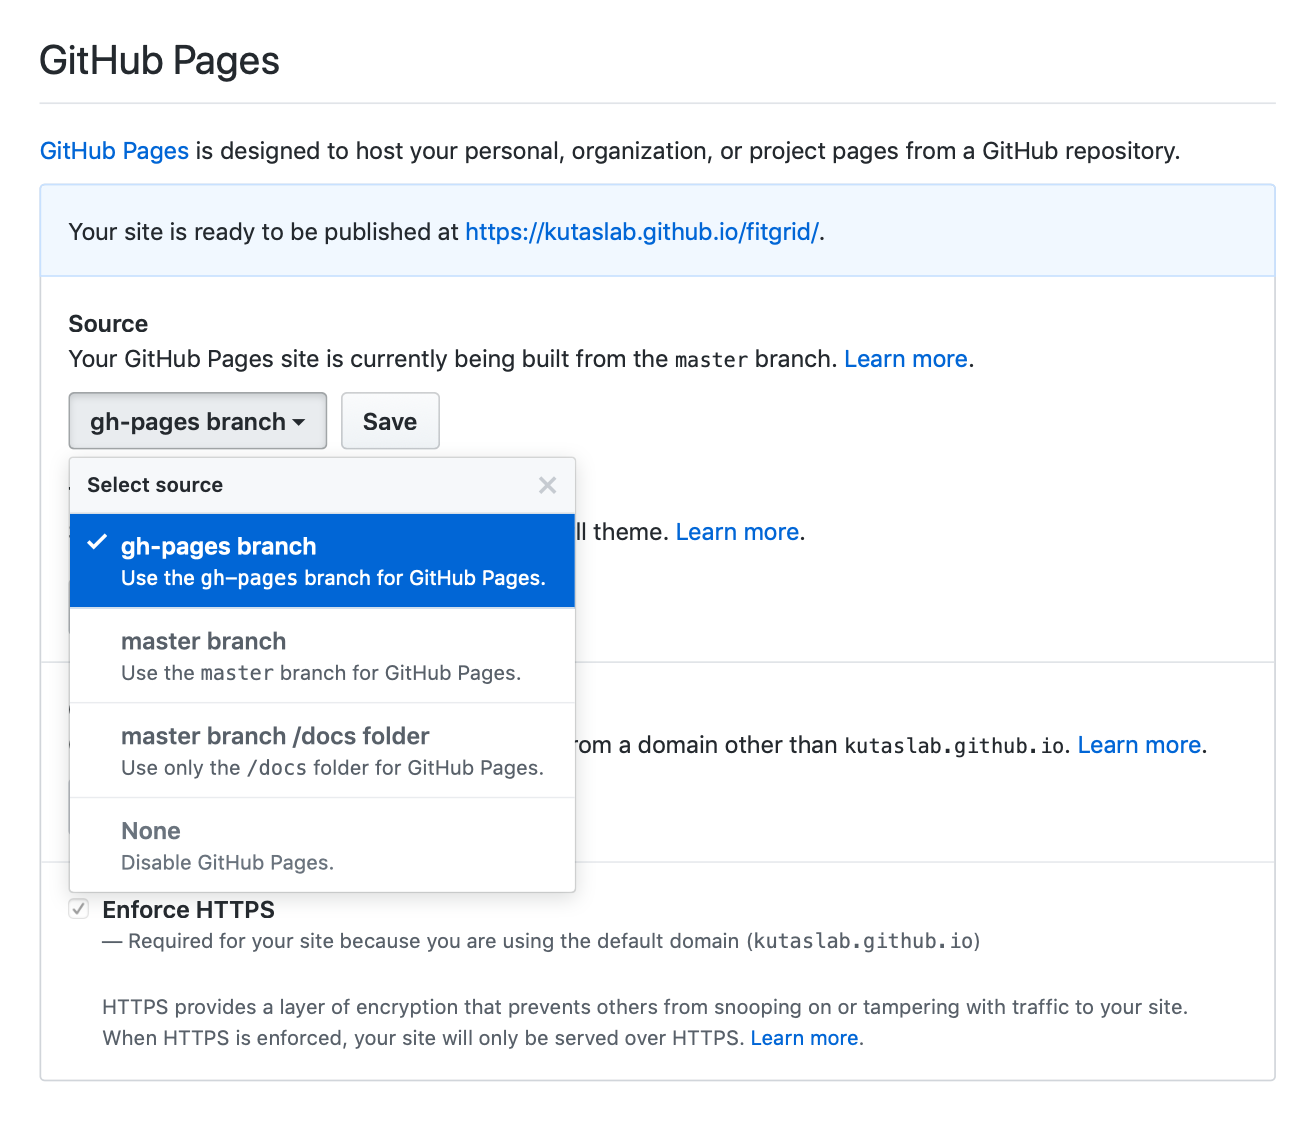 GitHub Pages
GitHub Pages is designed to host your personal, organization, or project pages from a GitHub repository.
Your site is ready to be published at https://kutaslab.github.io/fitgrid/.
Source
Your GitHub Pages site is currently being built from the master branch. Learn more.
gh-pages branch
Save
Select source
gh-pages branch
Use the gh-pages branch for GitHub Pages.
ll theme. Learn more.
master branch
Use the master branch for GitHub Pages.
master branch /docs folder
Use only the /docs folder for GitHub Pages.
rom a domain other than kutaslab.github.io. Learn more.
None
Disable GitHub Pages.
Enforce HTTPS
— Required for your site because you are using the default domain (kutaslab.github.io)
HTTPS provides a layer of encryption that prevents others from snooping on or tampering with traffic to your site.
When HTTPS is enforced, your site will only be served over HTTPS. Learn more.